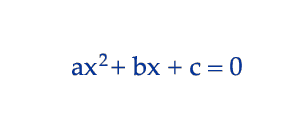 ax²+ bx + c = 0